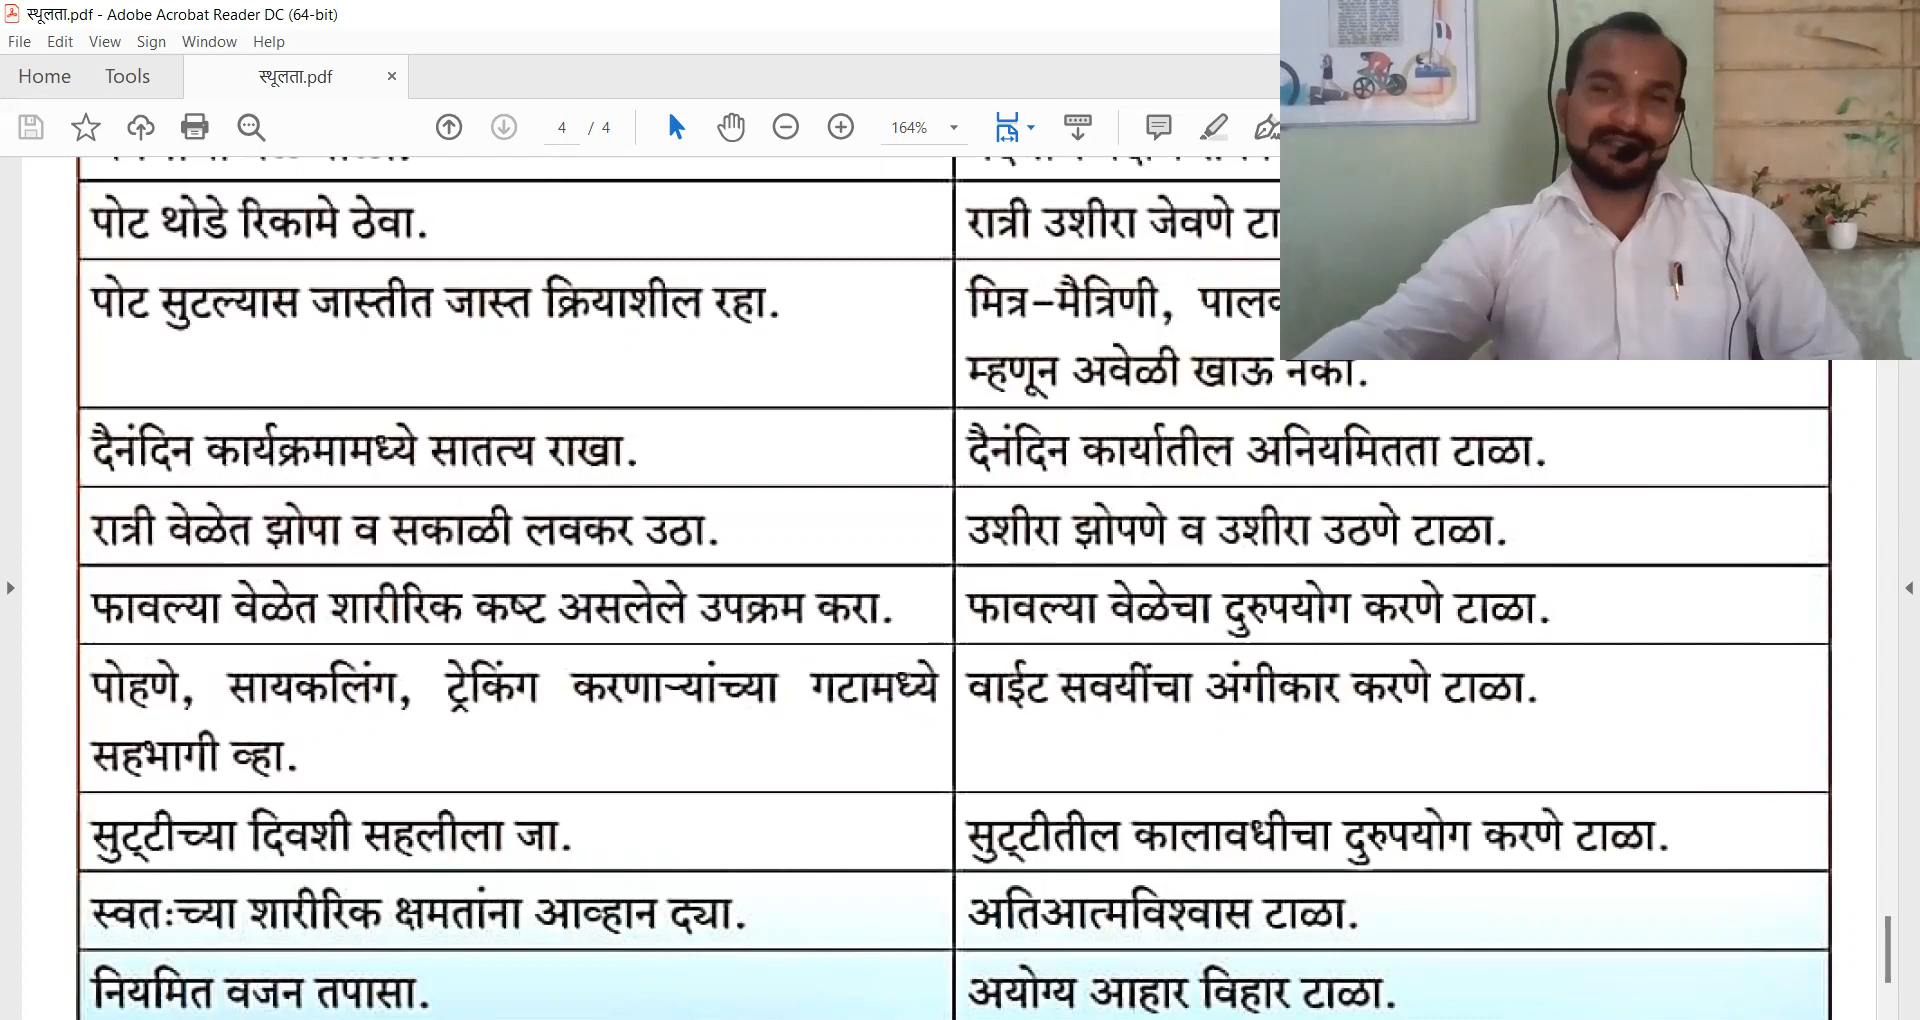 स्थूलता.pdf - Adobe Acrobat Reader DC (64-bit)
File Edit View Sign Window Help
Home Tools स्थूलता.pdf ×
4 / 4 164%
पोट थोडे रिकामे ठेवा.
रात्री उशीरा जेवणे
पोट सुटल्यास जास्तीत जास्त क्रियाशील रहा.
मित्र-मैत्रिणी,
म्हणून अवेळी खाऊ नका.
दैनंदिन कार्यक्रमामध्ये सातत्य राखा.
दैनंदिन कार्यातील अनियमितता टाळा.
रात्री वेळेत झोपा व सकाळी लवकर उठा.
उशीरा झोपणे व उशीरा उठणे टाळा.
फावल्या वेळेत शारीरिक कष्ट असलेले उपक्रम करा.
फावल्या वेळेचा दुरुपयोग करणे टाळा.
पोहणे, सायकलिंग, ट्रेकिंग करणाऱ्यांच्या गटामध्ये
सहभागी व्हा.
वाईट सवयींचा अंगीकार करणे टाळा.
सुट्टीच्या दिवशी सहलीला जा.
सुट्टीतील कालावधीचा दुरुपयोग करणे टाळा.
स्वतःच्या शारीरिक क्षमतांना आव्हान द्या.
अतिआत्मविश्वास टाळा.
नियमित वजन तपासा.
अयोग्य आहार विहार टाळा.